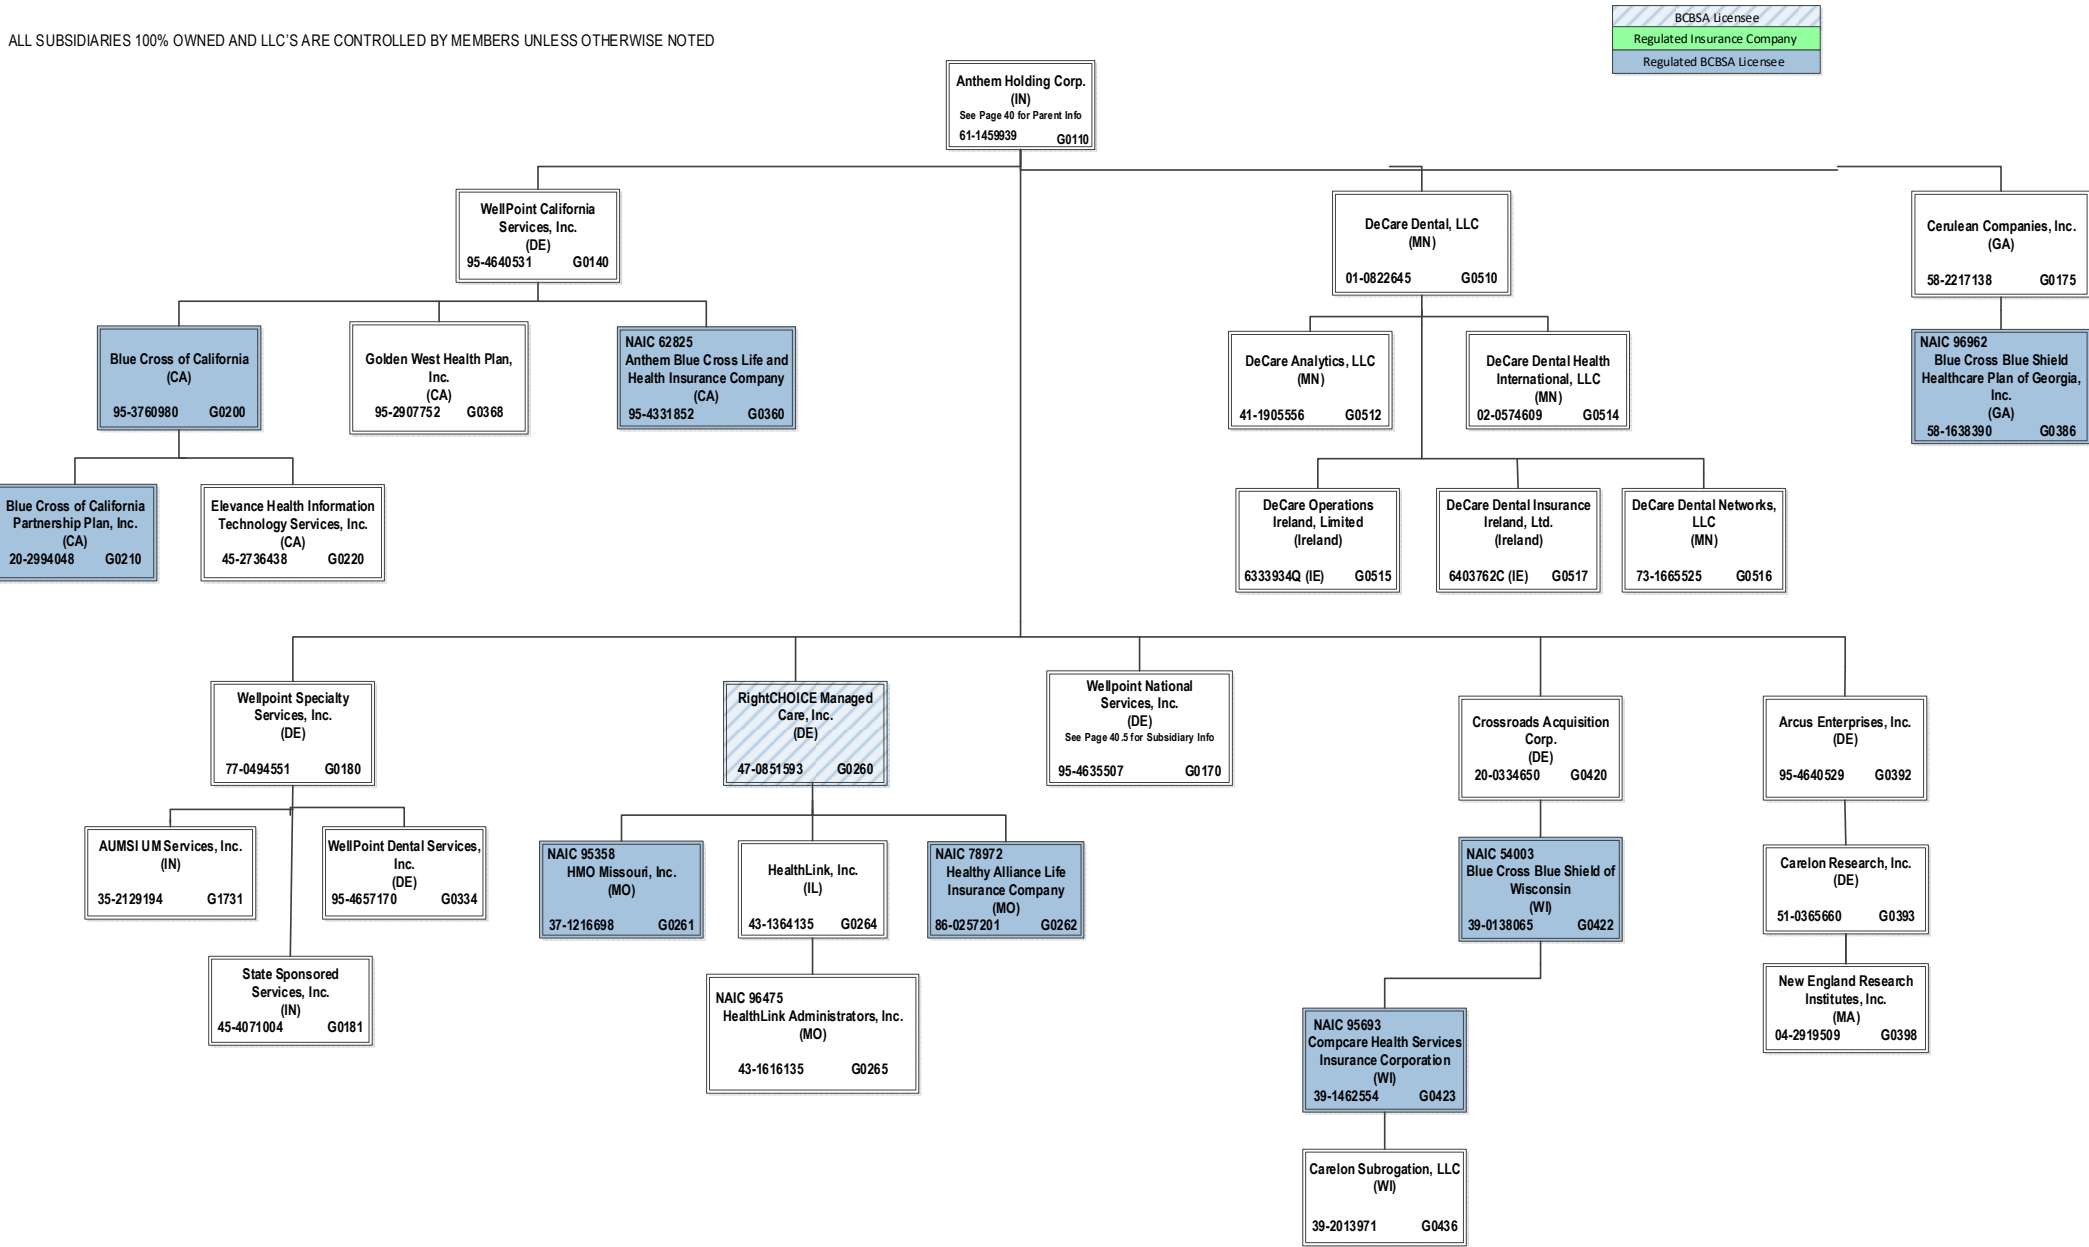 ALL SUBSIDIARIES 100% OWNED AND LLC'S ARE CONTROLLED BY MEMBERS UNLESS OTHERWISE NOTED
BCBSA Licensee
Regulated Insurance Company
Regulated BCBSA Licensee
Anthem Holding Corp.
(IN)
See Page 40 for Parent Info
61-1459939 G0110
WellPoint California
Services, Inc.
(DE)
95-4640531 G0140
DeCare Dental, LLC
(MN)
01-0822645 G0510
Cerulean Companies, Inc.
(GA)
58-2217138 G0175
Blue Cross of California
(CA)
95-3760980 G0200
Golden West Health Plan,
Inc.
(CA)
95-2907752 G0368
NAIC 62825
Anthem Blue Cross Life and
Health Insurance Company
(CA)
95-4331852 G0360
DeCare Analytics, LLC
(MN)
41-1905556 G0512
DeCare Dental Health
International, LLC
(MN)
02-0574609 G0514
NAIC 96962
Blue Cross Blue Shield
Healthcare Plan of Georgia,
Inc.
(GA)
58-1638390 G0386
Blue Cross of California
Partnership Plan, Inc.
(CA)
20-2994048 G0210
Elevance Health Information
Technology Services, Inc.
(CA)
45-2736438 G0220
DeCare Operations
Ireland, Limited
(Ireland)
6333934Q (IE) G0515
DeCare Dental Insurance
Ireland, Ltd.
(Ireland)
6403762C (IE) G0517
DeCare Dental Networks,
LLC
(MN)
73-1665525 G0516
Wellpoint Specialty
Services, Inc.
(DE)
77-0494551 G0180
RightCHOICE Managed
Care, Inc.
(DE)
47-0851593 G0260
Wellpoint National
Services, Inc.
(DE)
See Page 40.5 for Subsidiary Info
95-4635507 G0170
Crossroads Acquisition
Corp.
(DE)
20-0334650 G0420
Arcus Enterprises, Inc.
(DE)
95-4640529 G0392
AUMSI UM Services, Inc.
(IN)
35-2129194 G1731
WellPoint Dental Services,
Inc.
(DE)
95-4657170 G0334
NAIC 95358
HMO Missouri, Inc.
(MO)
37-1216698 G0261
HealthLink, Inc.
(IL)
43-1364135 G0264
NAIC 78972
Healthy Alliance Life
Insurance Company
(MO)
86-0257201 G0262
NAIC 54003
Blue Cross Blue Shield of
Wisconsin
(WI)
39-0138065 G0422
Carelon Research, Inc.
(DE)
51-0365660 G0393
State Sponsored
Services, Inc.
(IN)
45-4071004 G0181
NAIC 96475
HealthLink Administrators, Inc.
(MO)
43-1616135 G0265
New England Research
Institutes, Inc.
(MA)
04-2919509 G0398
NAIC 95693
Compcare Health Services
Insurance Corporation
(WI)
39-1462554 G0423
Carelon Subrogation, LLC
(WI)
39-2013971 G0436